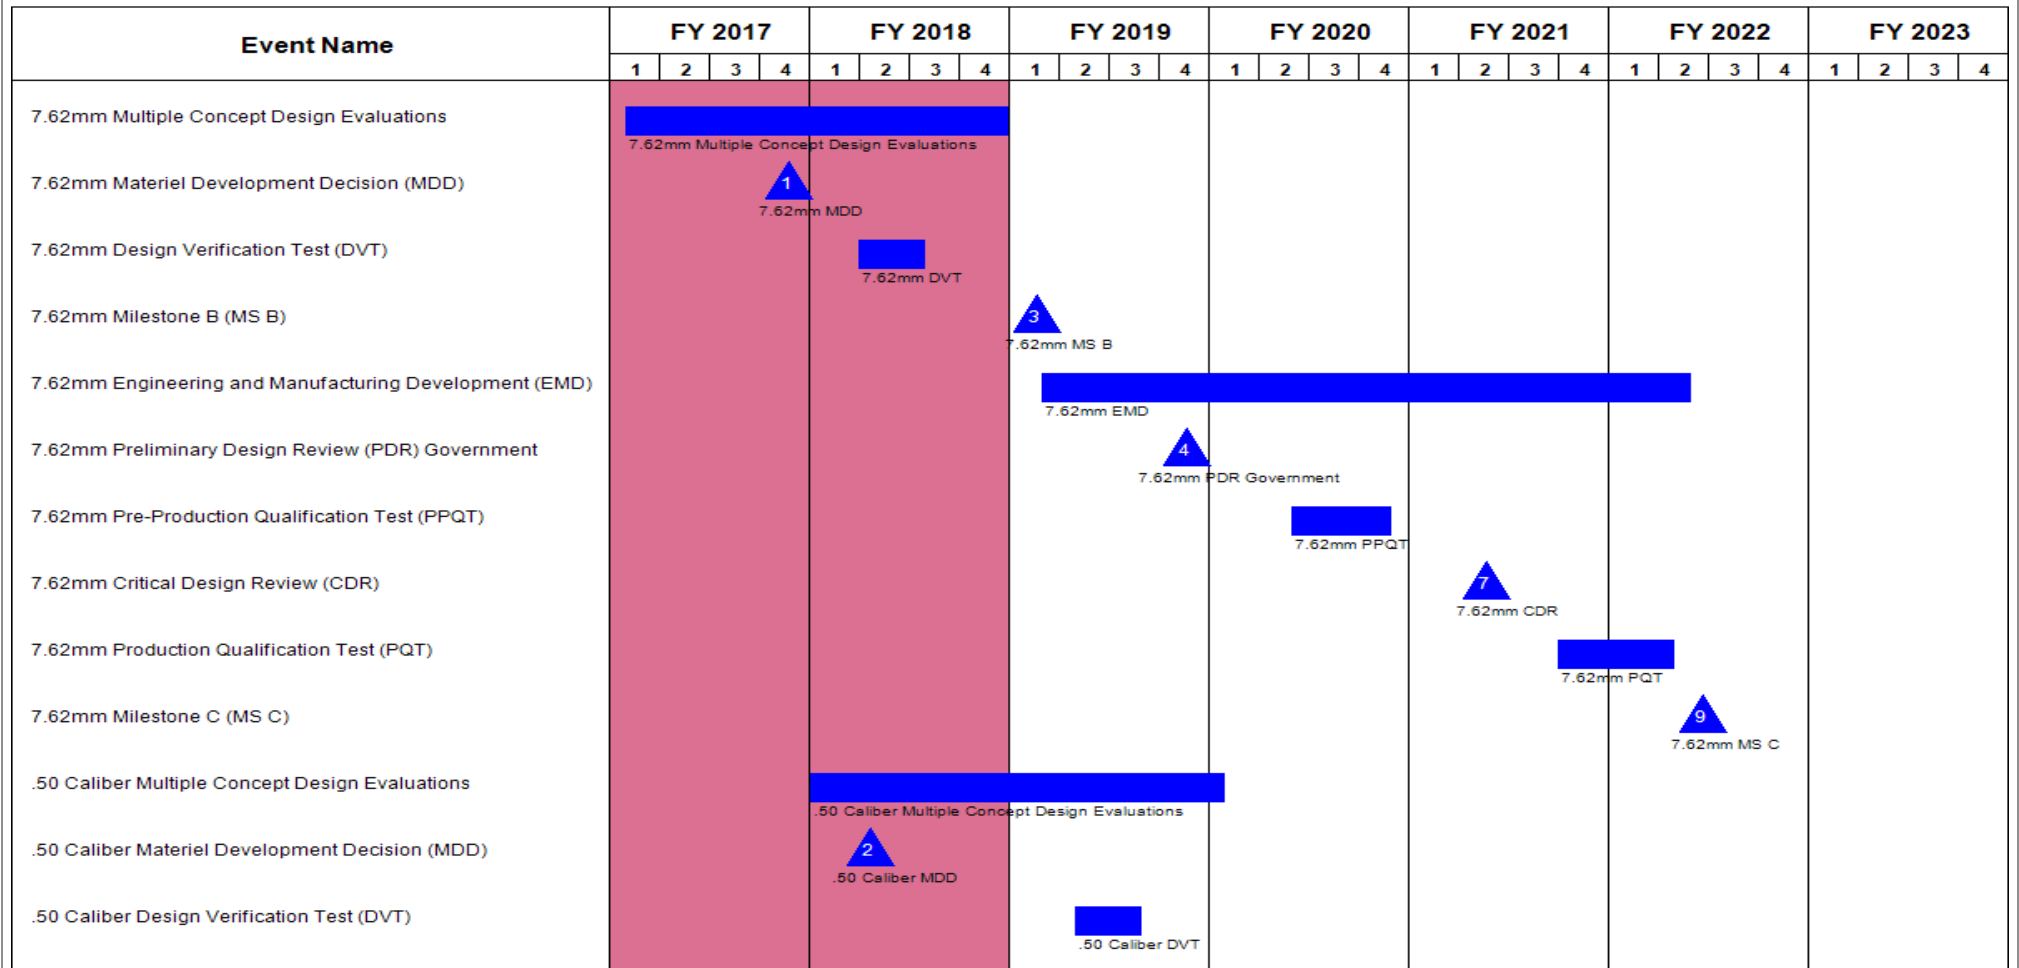 Event Name
FY 2017 FY 2018 FY 2019 FY 2020 FY 2021 FY 2022 FY 2023
1 2 3 4 1 2 3 4 1 2 3 4 1 2 3 4 1 2 3 4 1 2 3 4 1 2 3 4
7.62mm Multiple Concept Design Evaluations
7.62mm Multiple Concept Design Evaluations
7.62mm Materiel Development Decision (MDD)
1
7.62mm MDD
7.62mm Design Verification Test (DVT)
7.62mm DVT
7.62mm Milestone B (MS B)
3
7.62mm MS B
7.62mm Engineering and Manufacturing Development (EMD)
7.62mm EMD
7.62mm Preliminary Design Review (PDR) Government
4
7.62mm PDR Government
7.62mm Pre-Production Qualification Test (PPQT)
7.62mm PPQT
7.62mm Critical Design Review (CDR)
7
7.62mm CDR
7.62mm Production Qualification Test (PQT)
7.62mm PQT
7.62mm Milestone C (MS C)
9
7.62mm MS C
.50 Caliber Multiple Concept Design Evaluations
.50 Caliber Multiple Concept Design Evaluations
.50 Caliber Materiel Development Decision (MDD)
2
.50 Caliber MDD
.50 Caliber Design Verification Test (DVT)
.50 Caliber DVT